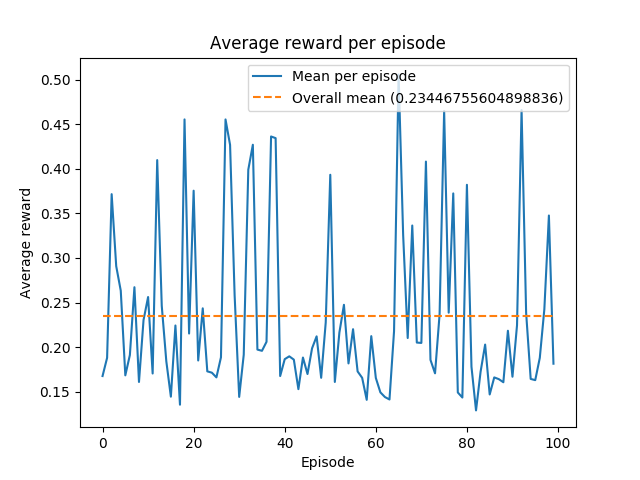 Average reward per episode
Mean per episode
Overall mean (0.23446755604898836)
Average reward
0.50
0.45
0.40
0.35
0.30
0.25
0.20
0.15
0 20 40 60 80 100
Episode